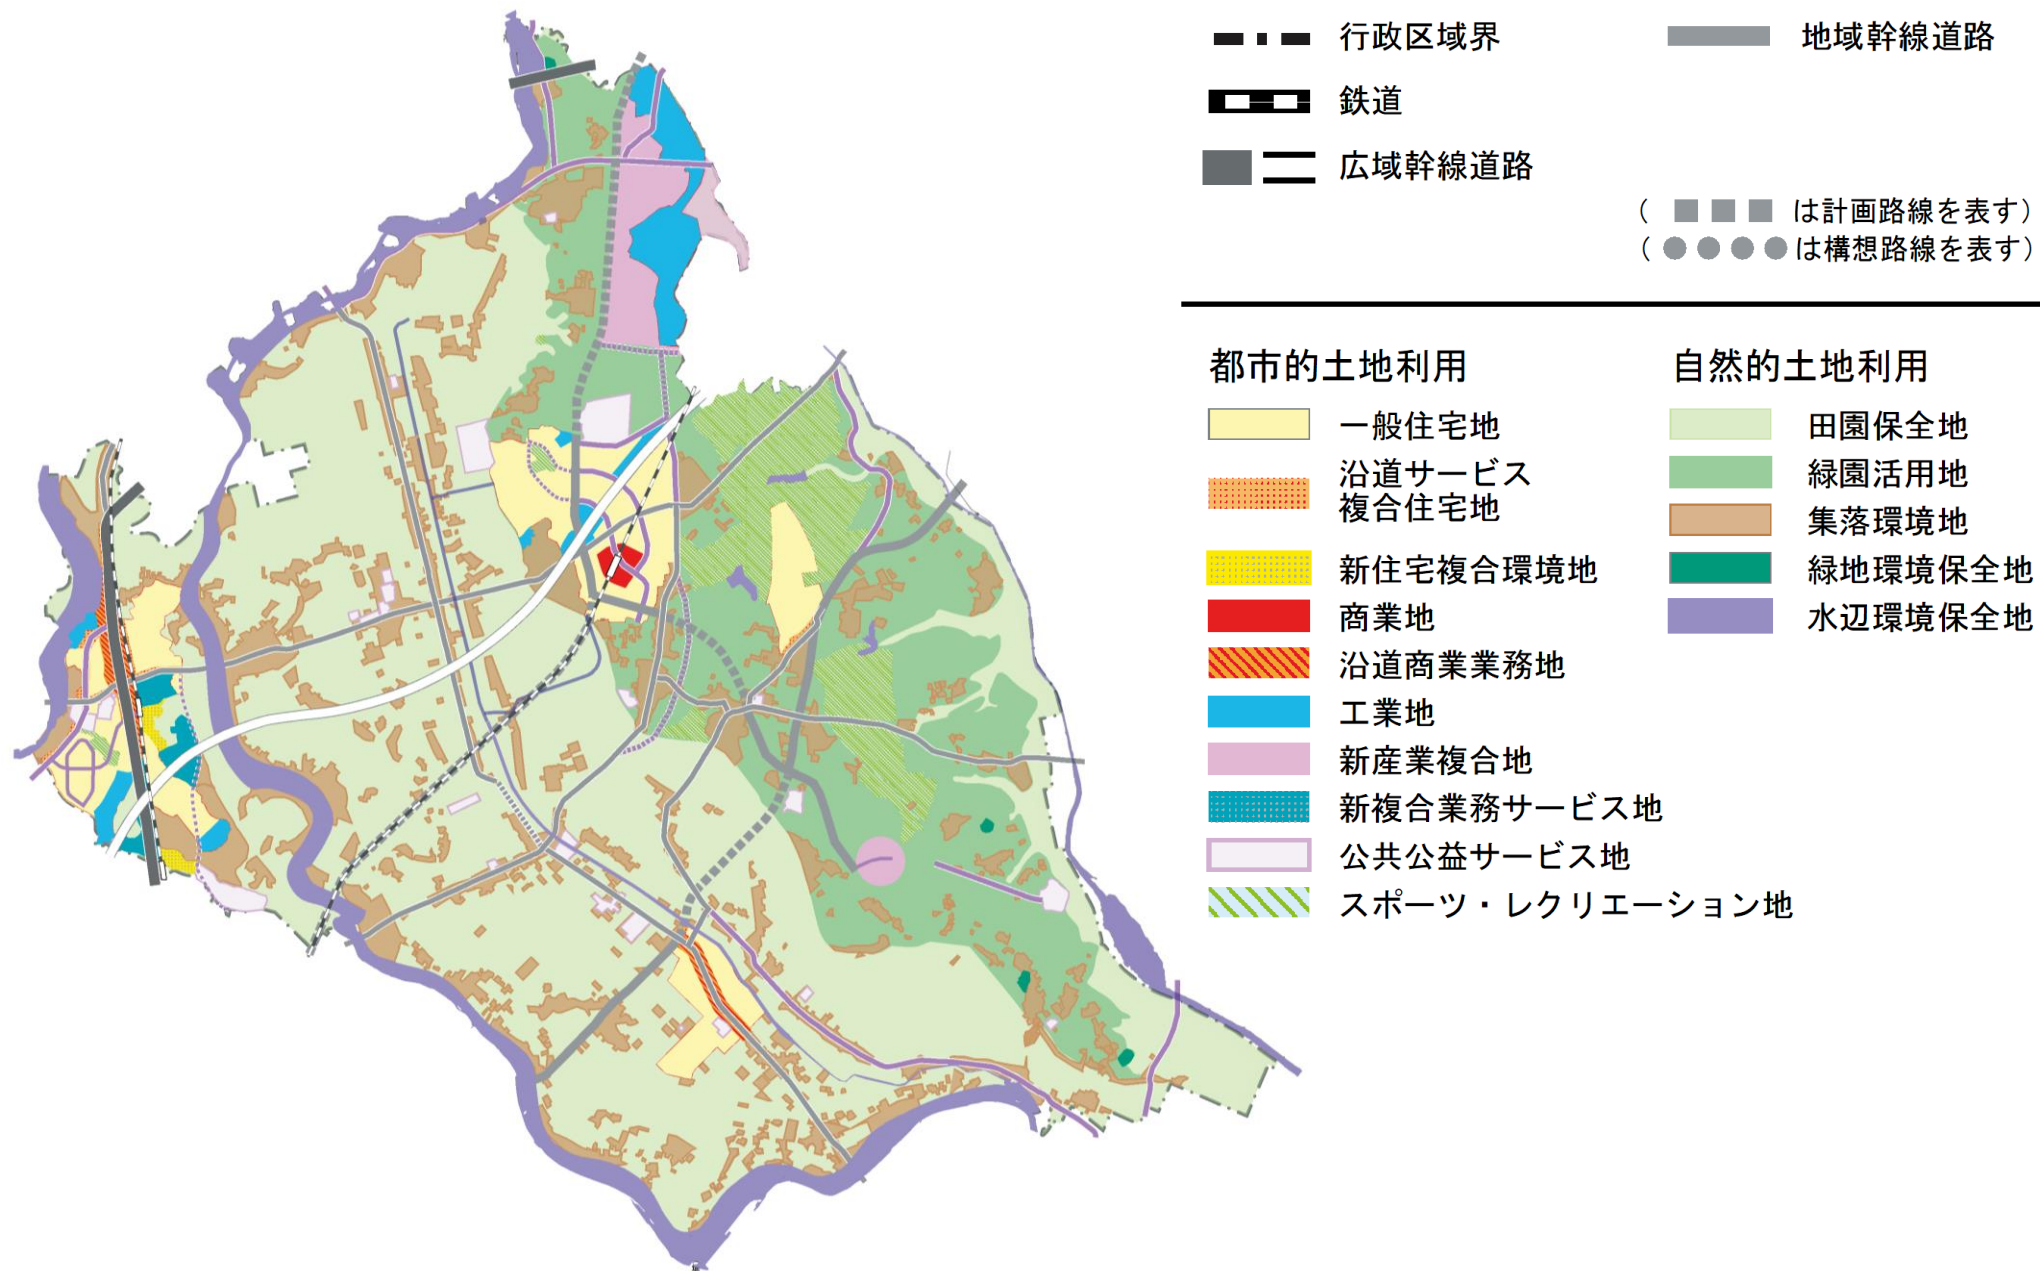 行政区域界
地域幹線道路
鉄道
広域幹線道路
( は計画路線を表す)
( は構想路線を表す)
都市的土地利用
一般住宅地
沿道サービス
複合住宅地
新住宅複合環境地
商業地
沿道商業業務地
工業地
新産業複合地
新複合業務サービス地
公共公益サービス地
スポーツ・レクリエーション地
自然的土地利用
田園保全地
緑園活用地
集落環境地
緑地環境保全地
水辺環境保全地